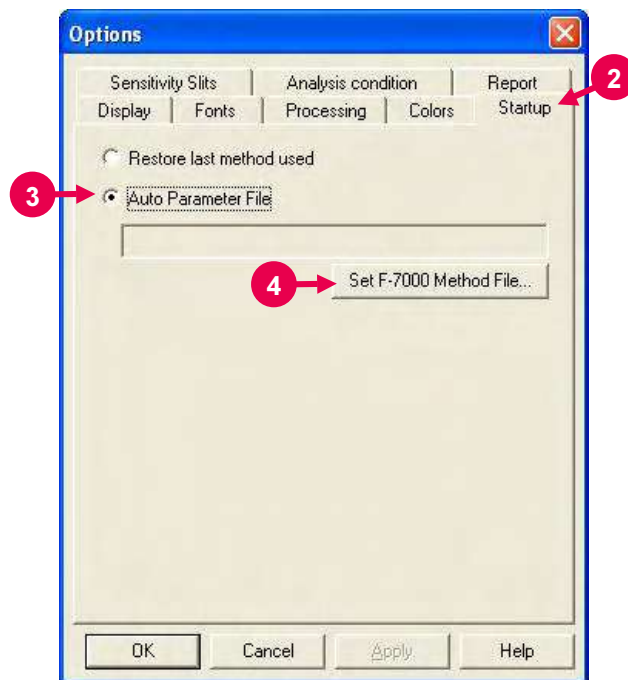 Options
Sensitivity Slits Analysis condition Report
2
Display Fonts Processing Colors Startup
Restore last method used
3
Auto Parameter File
4
Set F-7000 Method File...
OK Cancel Apply Help